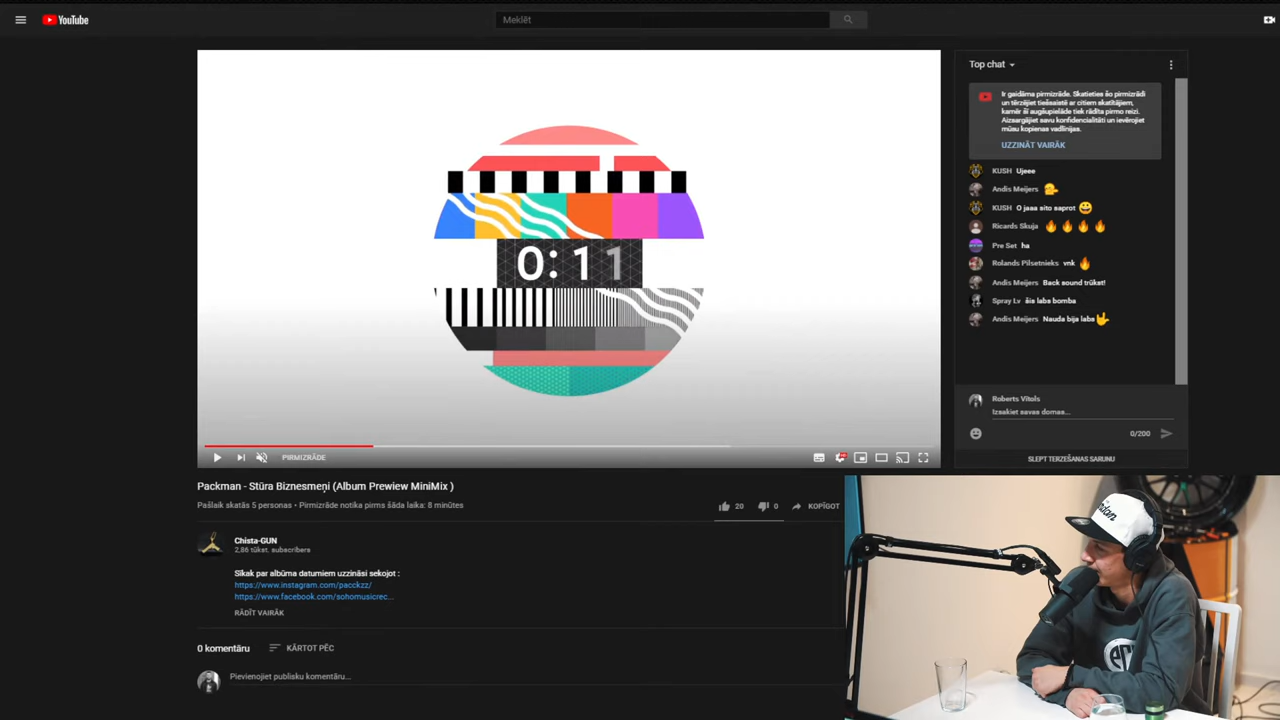 YouTube
Meklēt
0:11
PIRMIZRĀDE
Packman - Stūra Biznesmeņi (Album Prewiew MiniMix )
Pašlaik skatās 5 personas • Pirmizrāde notika pirms šāda laika: 8 minūtes
20
0
KOPĪGOT
Chista-GUN
2,86 tūkst. subscribers
Sīkak par albūma datumiem uzzināsi sekojot :
https://www.instagram.com/pacckzz/
https://www.facebook.com/sohomusicrec...
RĀDĪT VAIRĀK
0 komentāru
KĀRTOT PĒC
Pievienojiet publisku komentāru...
Top chat
Ir gaidāma pirmizrāde. Skatieties šo pirmizrādi
un tērzējiet tiešsaistē ar citiem skatītājiem,
kamēr šī augšupielāde tiek rādīta pirmo reizi.
Aizsargājiet savu konfidencialitāti un ievērojiet
mūsu kopienas vadlīnijas.
UZZINĀT VAIRĀK
KUSH Ujeee
Andis Meijers
KUSH O jaaa sito saprot 😀
Ricards Skuja 🔥 🔥 🔥 🔥
Pre Set ha
Rolands Pilsetnieks vnk 🔥
Andis Meijers Back sound trūkst!
Spray Lv šis labs bomba
Andis Meijers Nauda bija labs 🤟
Roberts Vītols
Izsakiet savas domas...
0/200
SLĒPT TĒRZĒŠANAS SARUNU